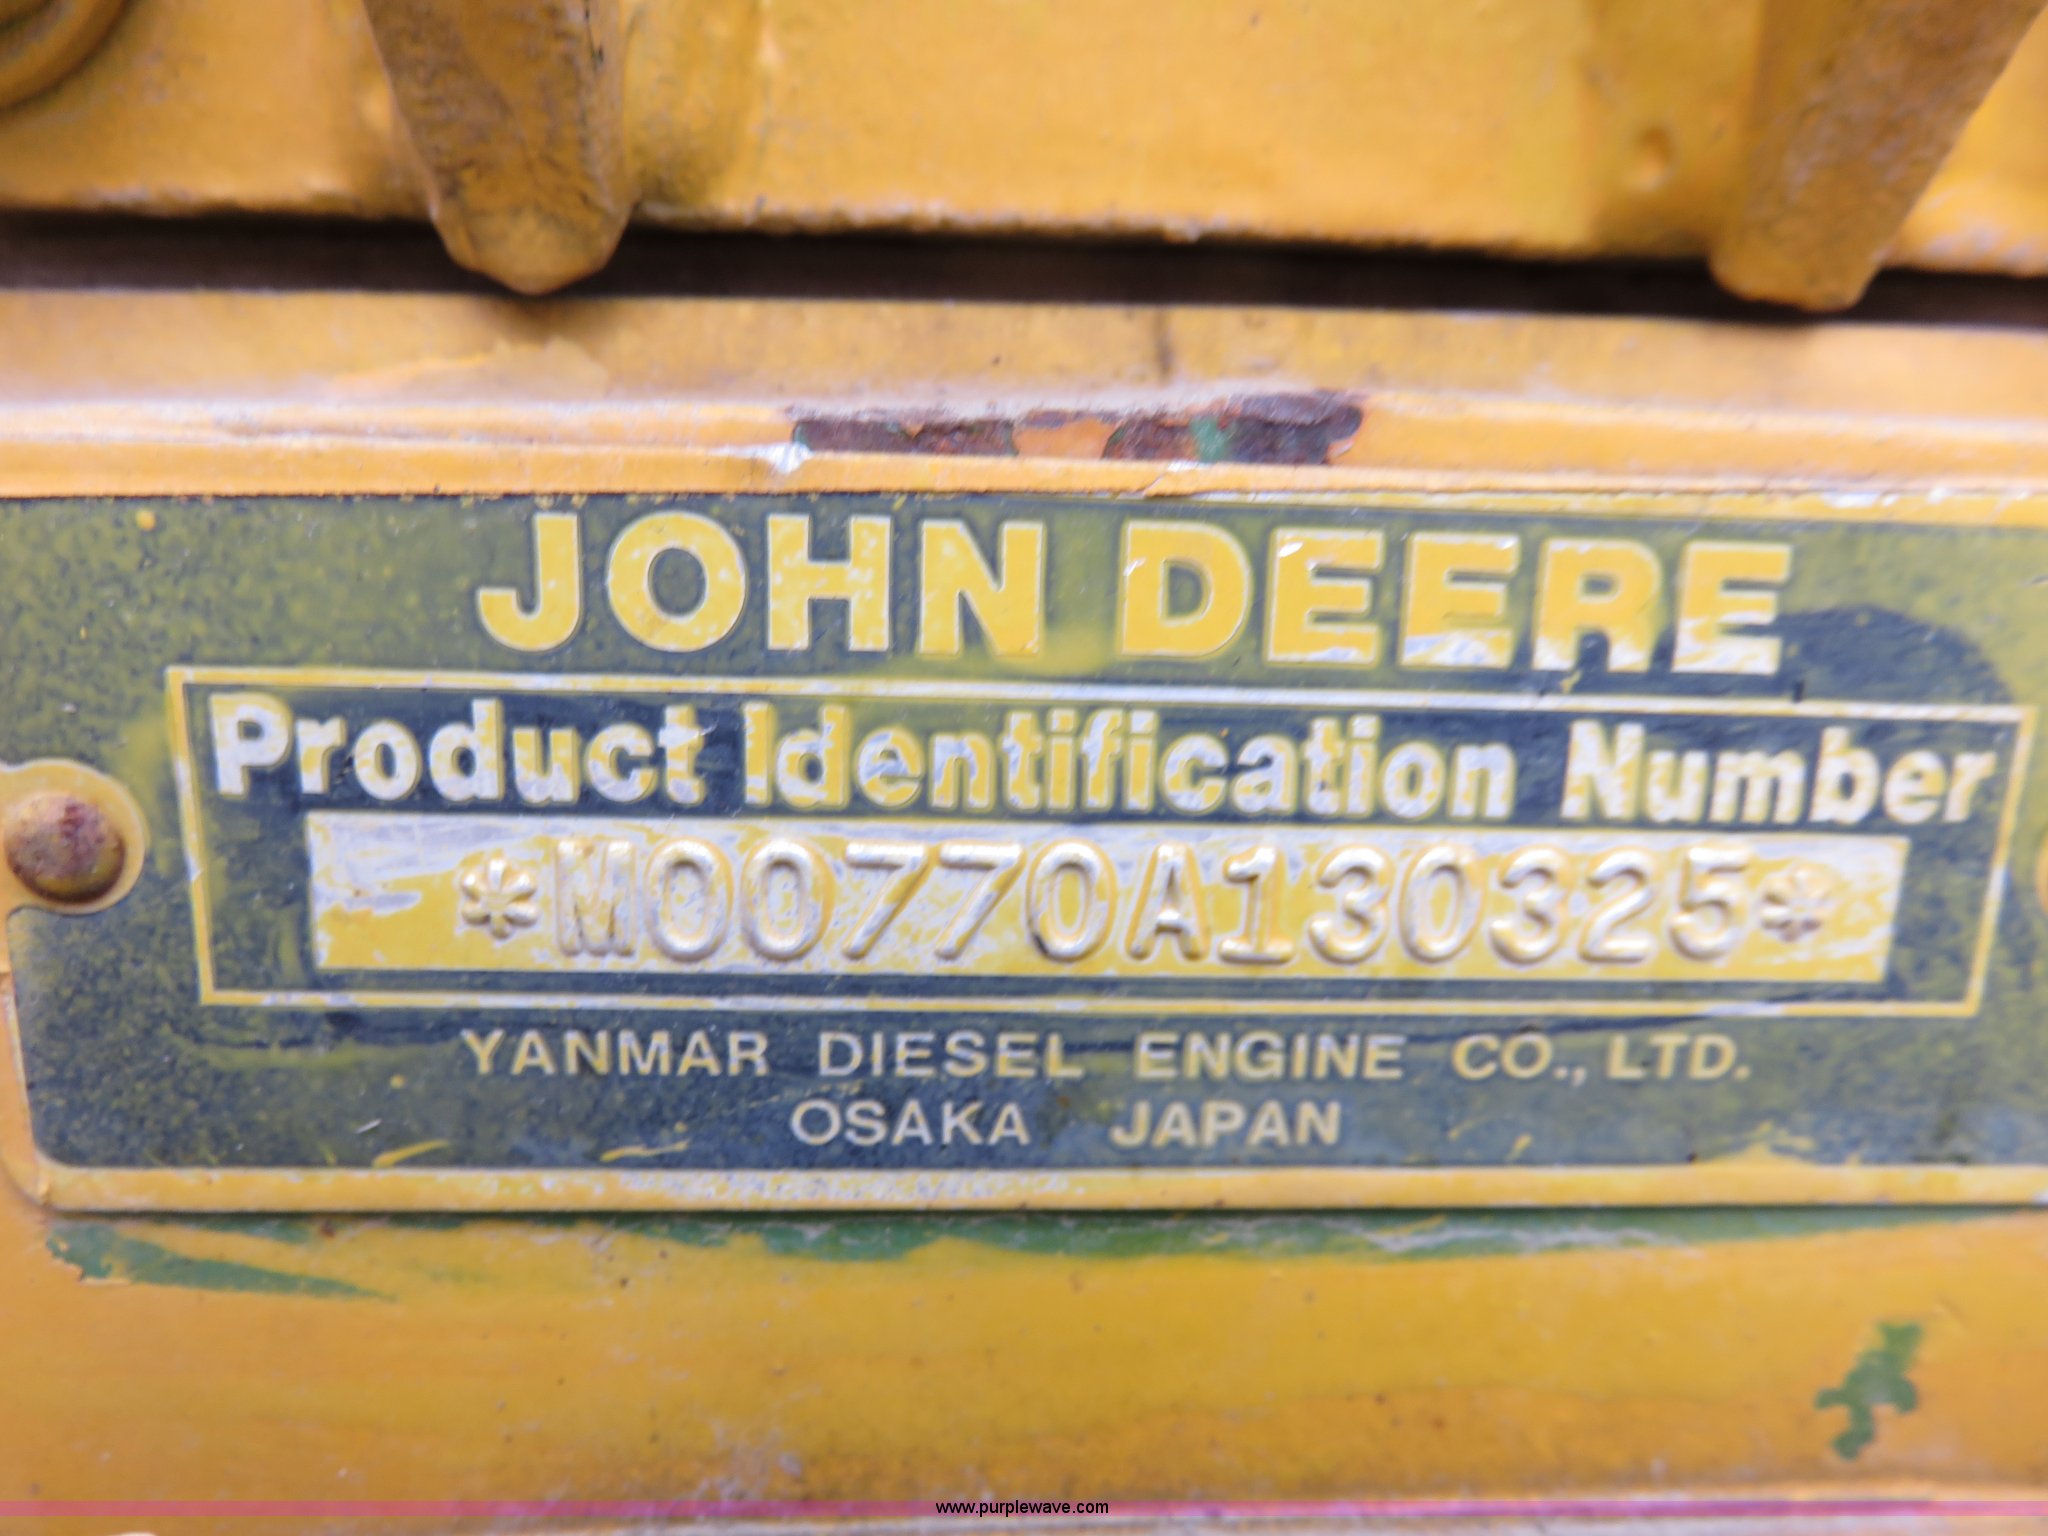 JOHN DEERE
Product Identification Number
*M00770A130325*
YANMAR DIESEL ENGINE CO., LTD.
OSAKA JAPAN
www.purplewave.com